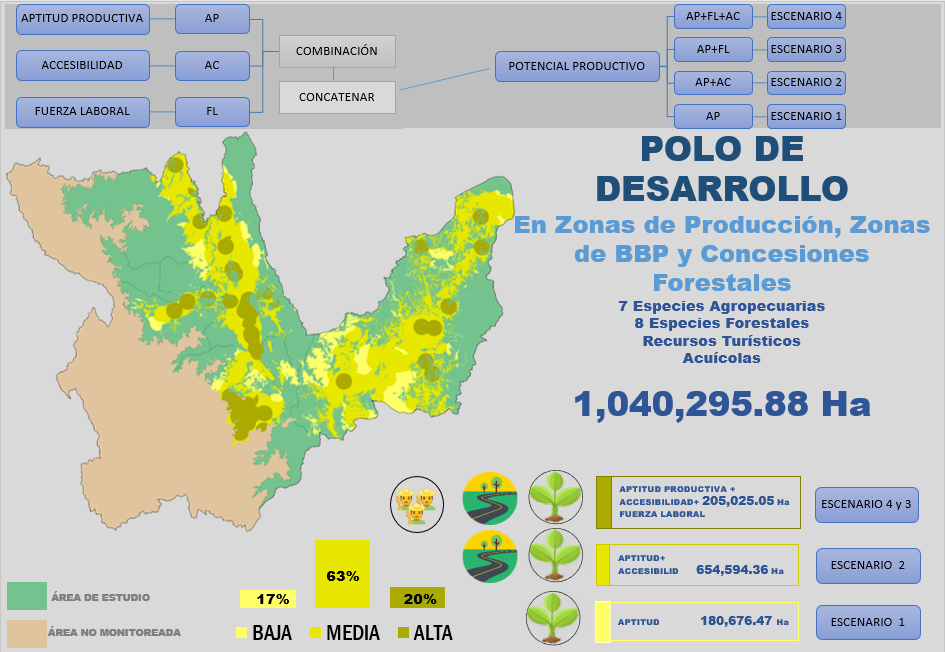 APTITUD PRODUCTIVA
AP
ACCESIBILIDAD
AC
FUERZA LABORAL
FL
COMBINACIÓN
CONCATENAR
POTENCIAL PRODUCTIVO
AP+FL+AC
ESCENARIO 4
AP+FL
ESCENARIO 3
AP+AC
ESCENARIO 2
AP
ESCENARIO 1
POLO DE
DESARROLLO
En Zonas de Producción, Zonas
de BBP y Concesiones
Forestales
7 Especies Agropecuarias
8 Especies Forestales
Recursos Turísticos
Acuícolas
1,040,295.88 Ha
APTITUD PRODUCTIVA +
ACCESIBILIDAD+ 205,025.05 Ha
FUERZA LABORAL
ESCENARIO 4 y 3
APTITUD+
ACCESIBILID 654,594.36 Ha
ESCENARIO 2
APTITUD 180,676.47 Ha
ESCENARIO 1
ÁREA DE ESTUDIO
ÁREA NO MONITOREADA
17%
63%
20%
BAJA
MEDIA
ALTA